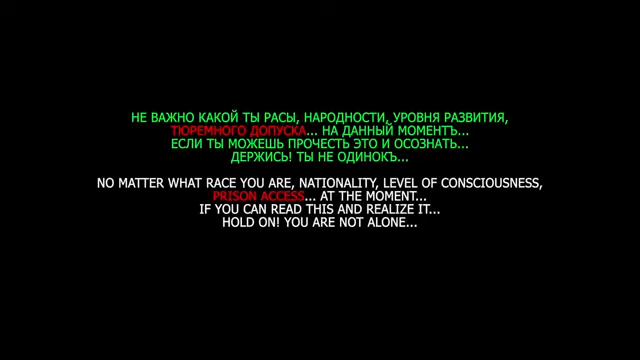 НЕ ВАЖНО КАКОЙ ТЫ РАСЫ, НАРОДНОСТИ, УРОВНЯ РАЗВИТИЯ,
ТЮРЕМНОГО ДОПУСКА... НА ДАННЫЙ МОМЕНТЪ...
ЕСЛИ ТЫ МОЖЕШЬ ПРОЧЕСТЬ ЭТО И ОСОЗНАТЬ...
ДЕРЖИСЬ! ТЫ НЕ ОДИНОКЪ...
NO MATTER WHAT RACE YOU ARE, NATIONALITY, LEVEL OF CONSCIOUSNESS,
PRISON ACCESS... AT THE MOMENT...
IF YOU CAN READ THIS AND REALIZE IT...
HOLD ON! YOU ARE NOT ALONE...